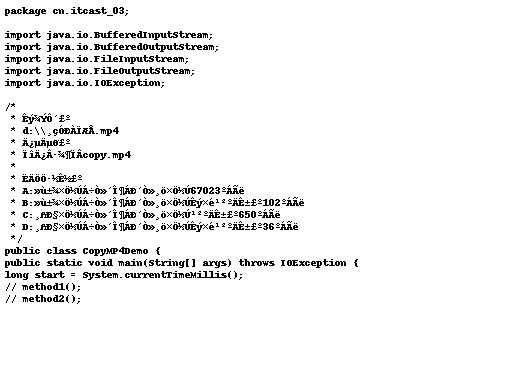 package cn.itcast_03;
import java.io.BufferedInputStream;
import java.io.BufferedOutputStream;
import java.io.FileInputStream;
import java.io.FileOutputStream;
import java.io.IOException;
/*
* Êý¾ÝÔ´£º
* d:\\¸çÓÐÀÏÆÅ.mp4
* Ä¿µÄµØ£º
* ÏîÄ¿Â·¾¶ÏÂcopy.mp4
*
* ËÄÖÖ·½Ê½£º
* A:»ù±¾×Ö½ÚÁ÷Ò»´Î¶ÁÐ´Ò»¸ö×Ö½Ú67023ºÁÃë
* B:»ù±¾×Ö½ÚÁ÷Ò»´Î¶ÁÐ´Ò»¸ö×Ö½ÚÊý×é¹²ºÄÊ±£º102ºÁÃë
* C:¸ßÐ§×Ö½ÚÁ÷Ò»´Î¶ÁÐ´Ò»¸ö×Ö½Ú¹²ºÄÊ±£º650ºÁÃë
* D:¸ßÐ§×Ö½ÚÁ÷Ò»´Î¶ÁÐ´Ò»¸ö×Ö½ÚÊý×é¹²ºÄÊ±£º36ºÁÃë
*/
public class CopyMP4Demo {
public static void main(String[] args) throws IOException {
long start = System.currentTimeMillis();
// method1();
// method2();